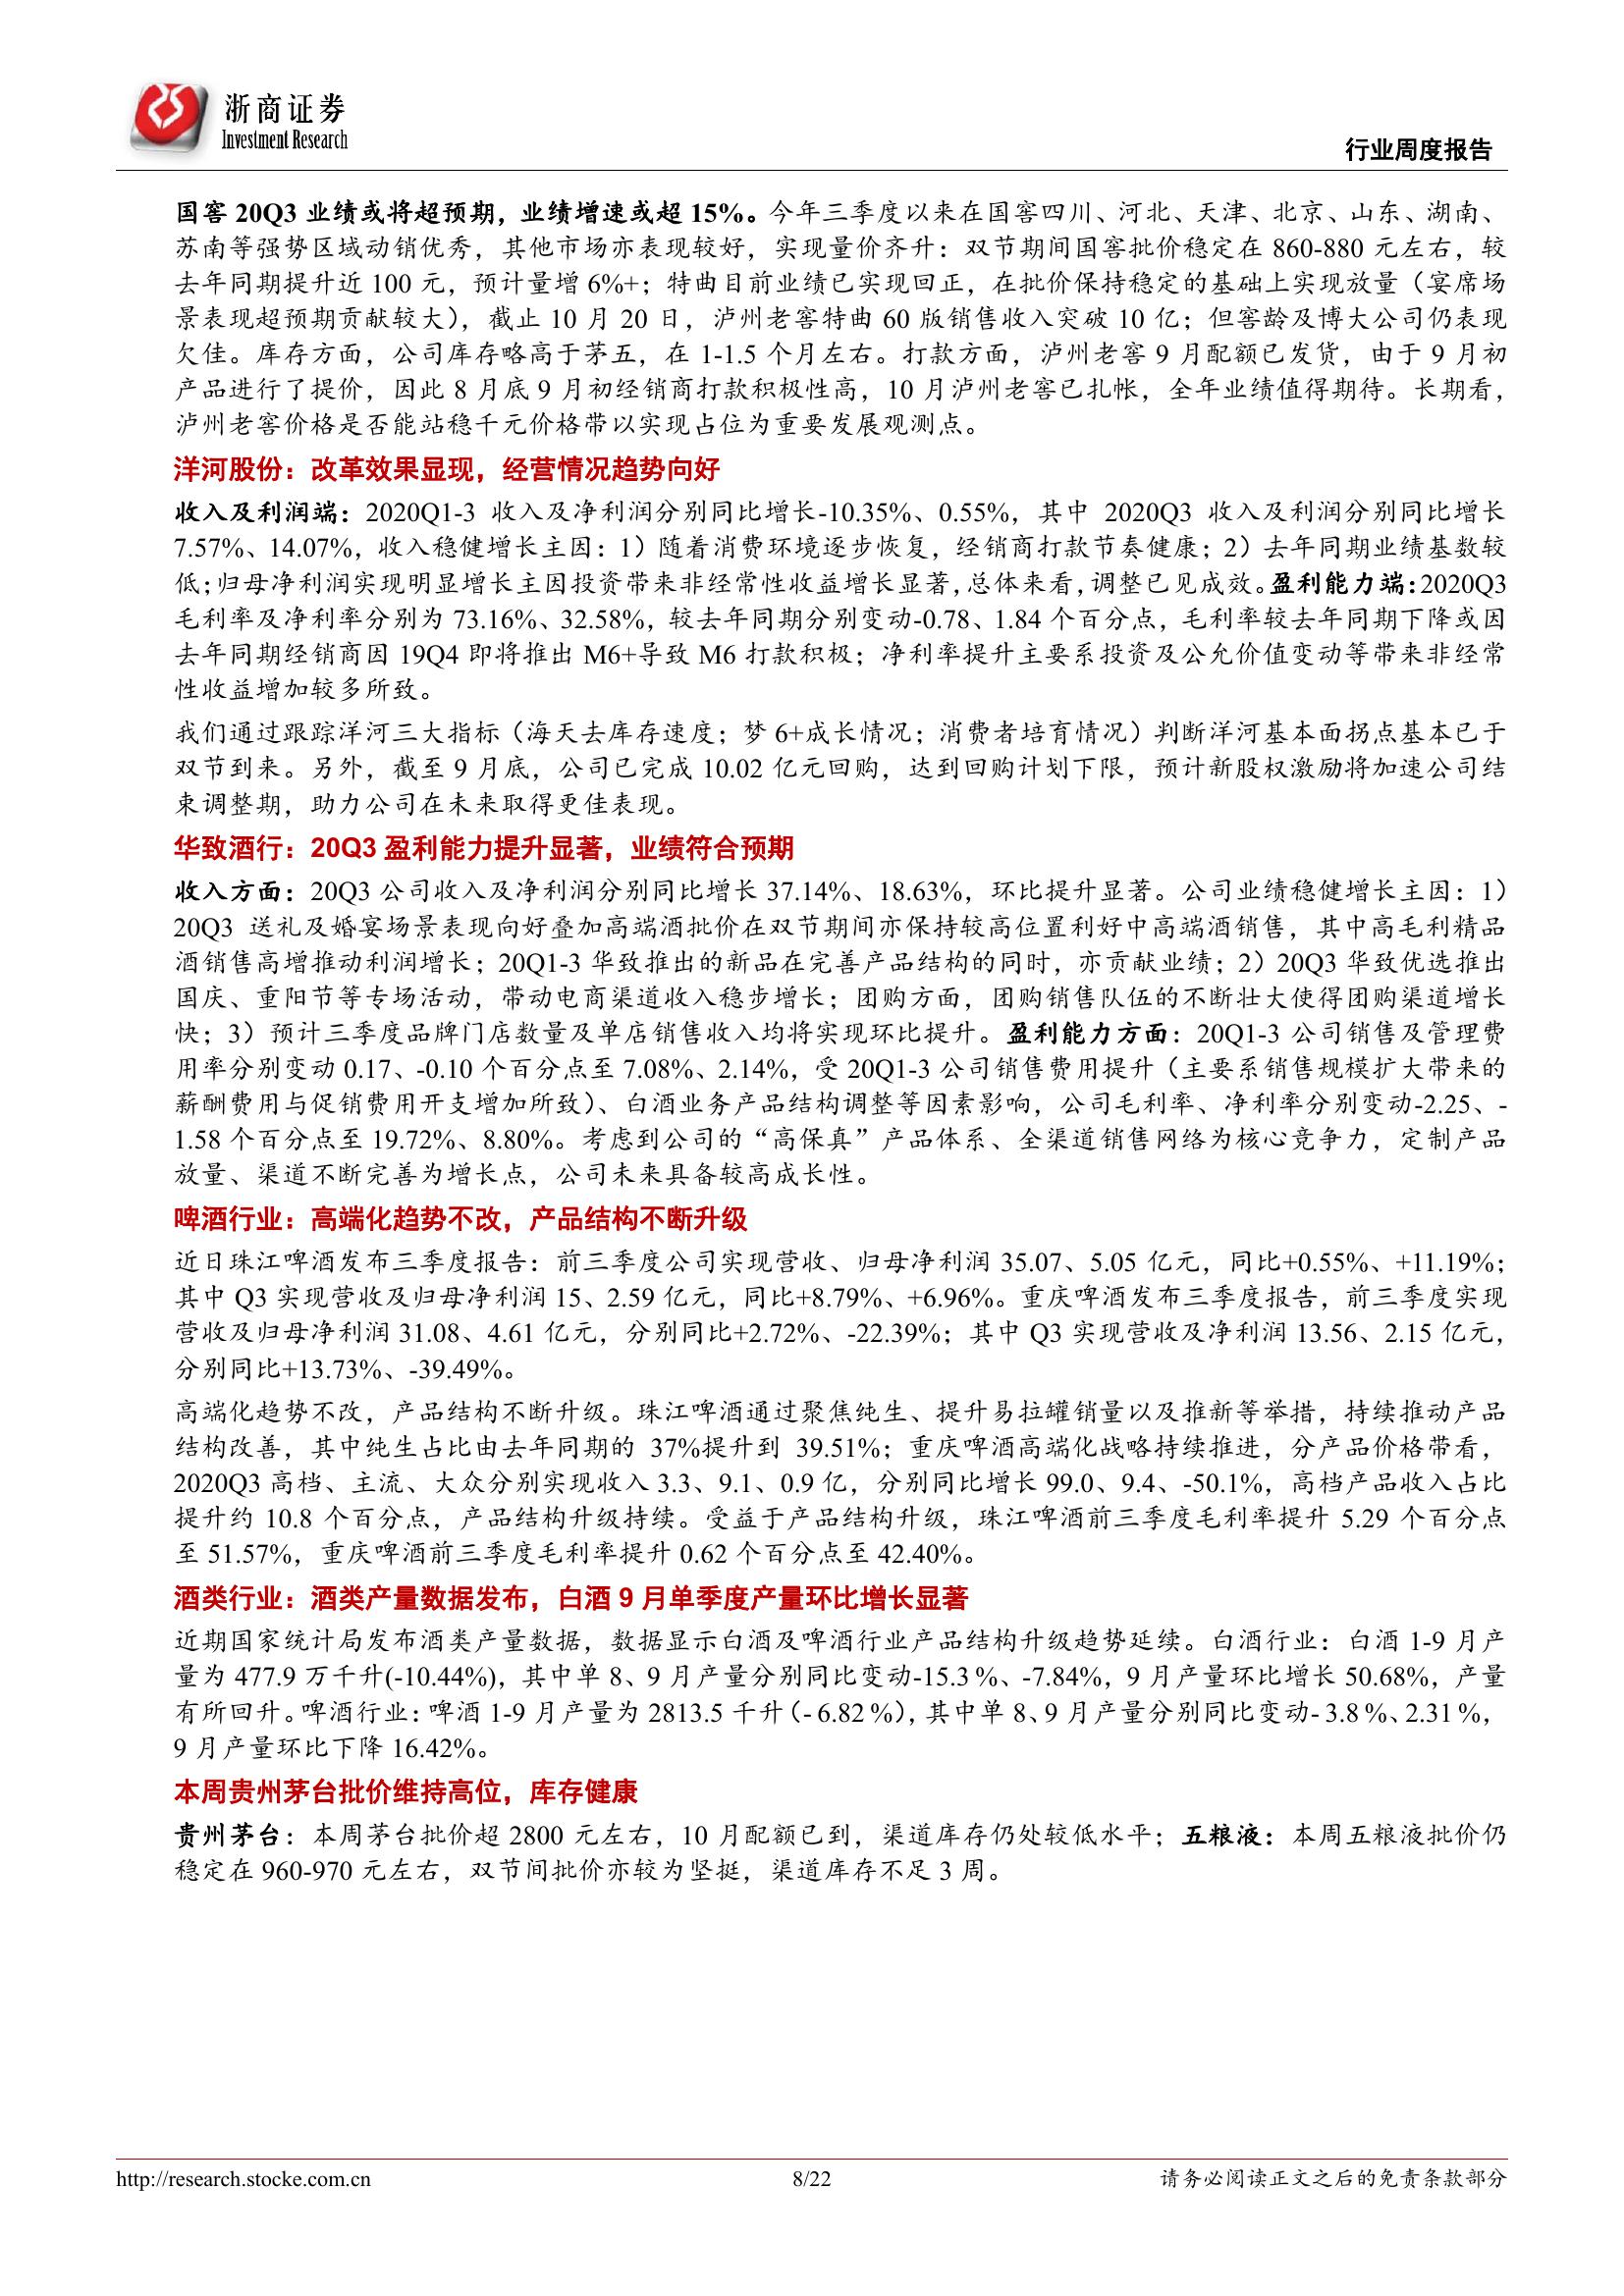 浙商证券
Investment Research
行业周度报告
国窖 20Q3 业绩或将超预期，业绩增速或超 15%。今年三季度以来在国窖四川、河北、天津、北京、山东、湖南、
苏南等强势区域动销优秀，其他市场亦表现较好，实现量价齐升：双节期间国窖批价稳定在 860-880 元左右，较
去年同期提升近 100 元，预计量增 6%+；特曲目前业绩已实现回正，在批价保持稳定的基础上实现放量（宴席场
景表现超预期贡献较大），截止 10 月 20 日，泸州老窖特曲 60 版销售收入突破 10 亿；但窖龄及博大公司仍表现
欠佳。库存方面，公司库存略高于茅五，在 1-1.5 个月左右。打款方面，泸州老窖 9 月配额已发货，由于 9 月初
产品进行了提价，因此 8 月底 9 月初经销商打款积极性高，10 月泸州老窖已扎帐，全年业绩值得期待。长期看，
泸州老窖价格是否能站稳千元价格带以实现占位为重要发展观测点。
洋河股份：改革效果显现，经营情况趋势向好
收入及利润端：2020Q1-3 收入及净利润分别同比增长-10.35%、0.55%，其中 2020Q3 收入及利润分别同比增长
7.57%、14.07%，收入稳健增长主因：1）随着消费环境逐步恢复，经销商打款节奏健康；2）去年同期业绩基数较
低；归母净利润实现明显增长主因投资带来非经常性收益增长显著，总体来看，调整已见成效。盈利能力端：2020Q3
毛利率及净利率分别为 73.16%、32.58%，较去年同期分别变动-0.78、1.84 个百分点，毛利率较去年同期下降或因
去年同期经销商因 19Q4 即将推出 M6+导致 M6 打款积极；净利率提升主要系投资及公允价值变动等带来非经常
性收益增加较多所致。
我们通过跟踪洋河三大指标（海天去库存速度；梦 6+成长情况；消费者培育情况）判断洋河基本面拐点基本已于
双节到来。另外，截至 9 月底，公司已完成 10.02 亿元回购，达到回购计划下限，预计新股权激励将加速公司结
束调整期，助力公司在未来取得更佳表现。
华致酒行：20Q3 盈利能力提升显著，业绩符合预期
收入方面：20Q3 公司收入及净利润分别同比增长 37.14%、18.63%，环比提升显著。公司业绩稳健增长主因：1）
20Q3 送礼及婚宴场景表现向好叠加高端酒批价在双节期间亦保持较高位置利好中高端酒销售，其中高毛利精品
酒销售高增推动利润增长；20Q1-3 华致推出的新品在完善产品结构的同时，亦贡献业绩；2）20Q3 华致优选推出
国庆、重阳节等专场活动，带动电商渠道收入稳步增长；团购方面，团购销售队伍的不断壮大使得团购渠道增长
快；3）预计三季度品牌门店数量及单店销售收入均将实现环比提升。盈利能力方面：20Q1-3 公司销售及管理费
用率分别变动 0.17、-0.10 个百分点至 7.08%、2.14%，受 20Q1-3 公司销售费用提升（主要系销售规模扩大带来的
薪酬费用与促销费用开支增加所致）、白酒业务产品结构调整等因素影响，公司毛利率、净利率分别变动-2.25、-
1.58 个百分点至 19.72%、8.80%。考虑到公司的“高保真”产品体系、全渠道销售网络为核心竞争力，定制产品
放量、渠道不断完善为增长点，公司未来具备较高成长性。
啤酒行业：高端化趋势不改，产品结构不断升级
近日珠江啤酒发布三季度报告：前三季度公司实现营收、归母净利润 35.07、5.05 亿元，同比+0.55%、+11.19%；
其中 Q3 实现营收及归母净利润 15、2.59 亿元，同比+8.79%、+6.96%。重庆啤酒发布三季度报告，前三季度实现
营收及归母净利润 31.08、4.61 亿元，分别同比+2.72%、-22.39%；其中 Q3 实现营收及净利润 13.56、2.15 亿元，
分别同比+13.73%、-39.49%。
高端化趋势不改，产品结构不断升级。珠江啤酒通过聚焦纯生、提升易拉罐销量以及推新等举措，持续推动产品
结构改善，其中纯生占比由去年同期的 37%提升到 39.51%；重庆啤酒高端化战略持续推进，分产品价格带看，
2020Q3 高档、主流、大众分别实现收入 3.3、9.1、0.9 亿，分别同比增长 99.0、9.4、-50.1%，高档产品收入占比
提升约 10.8 个百分点，产品结构升级持续。受益于产品结构升级，珠江啤酒前三季度毛利率提升 5.29 个百分点
至 51.57%，重庆啤酒前三季度毛利率提升 0.62 个百分点至 42.40%。
酒类行业：酒类产量数据发布，白酒 9 月单季度产量环比增长显著
近期国家统计局发布酒类产量数据，数据显示白酒及啤酒行业产品结构升级趋势延续。白酒行业：白酒 1-9 月产
量为 477.9 万千升(-10.44%)，其中单 8、9 月产量分别同比变动-15.3 %、-7.84%，9 月产量环比增长 50.68%，产量
有所回升。啤酒行业：啤酒 1-9 月产量为 2813.5 千升（- 6.82 %），其中单 8、9 月产量分别同比变动- 3.8 %、2.31 %，
9 月产量环比下降 16.42%。
本周贵州茅台批价维持高位，库存健康
贵州茅台：本周茅台批价超 2800 元左右，10 月配额已到，渠道库存仍处较低水平；五粮液：本周五粮液批价仍
稳定在 960-970 元左右，双节间批价亦较为坚挺，渠道库存不足 3 周。
http://research.stocke.com.cn
8/22
请务必阅读正文之后的免责条款部分